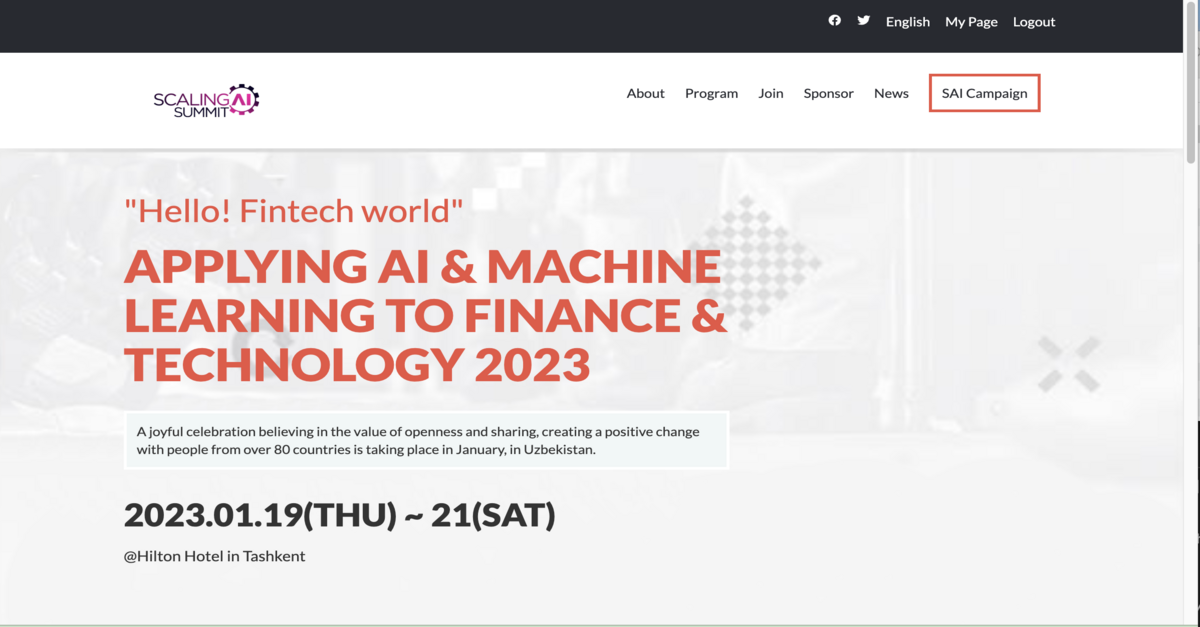 English My Page Logout
SCALING AI
SUMMIT
About Program Join Sponsor News SAI Campaign
"Hello! Fintech world"
APPLYING AI & MACHINE
LEARNING TO FINANCE &
TECHNOLOGY 2023
A joyful celebration believing in the value of openness and sharing, creating a positive change
with people from over 80 countries is taking place in January, in Uzbekistan.
2023.01.19(THU) ~ 21(SAT)
@Hilton Hotel in Tashkent